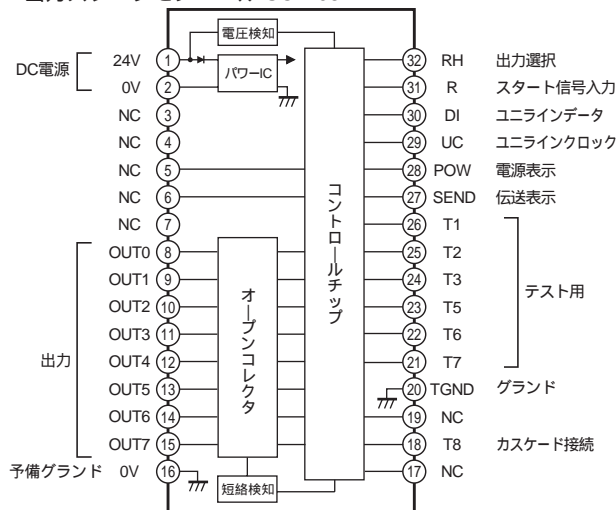 電圧検知
DC電源
24V 1
パワーIC
0V 2
NC 3
NC 4
NC 5
NC 6
NC 7
出力
OUT0 8
OUT1 9
OUT2 10
OUT3 11
OUT4 12
OUT5 13
OUT6 14
OUT7 15
予備グランド 0V 16
オープンコレクタ
短絡検知
コントロールチップ
32 RH 出力選択
31 R スタート信号入力
30 DI ユニラインデータ
29 UC ユニラインクロック
28 POW 電源表示
27 SEND 伝送表示
26 T1
25 T2
24 T3
23 T5
22 T6
21 T7
テスト用
20 TGND グランド
19 NC
18 T8 カスケード接続
17 NC